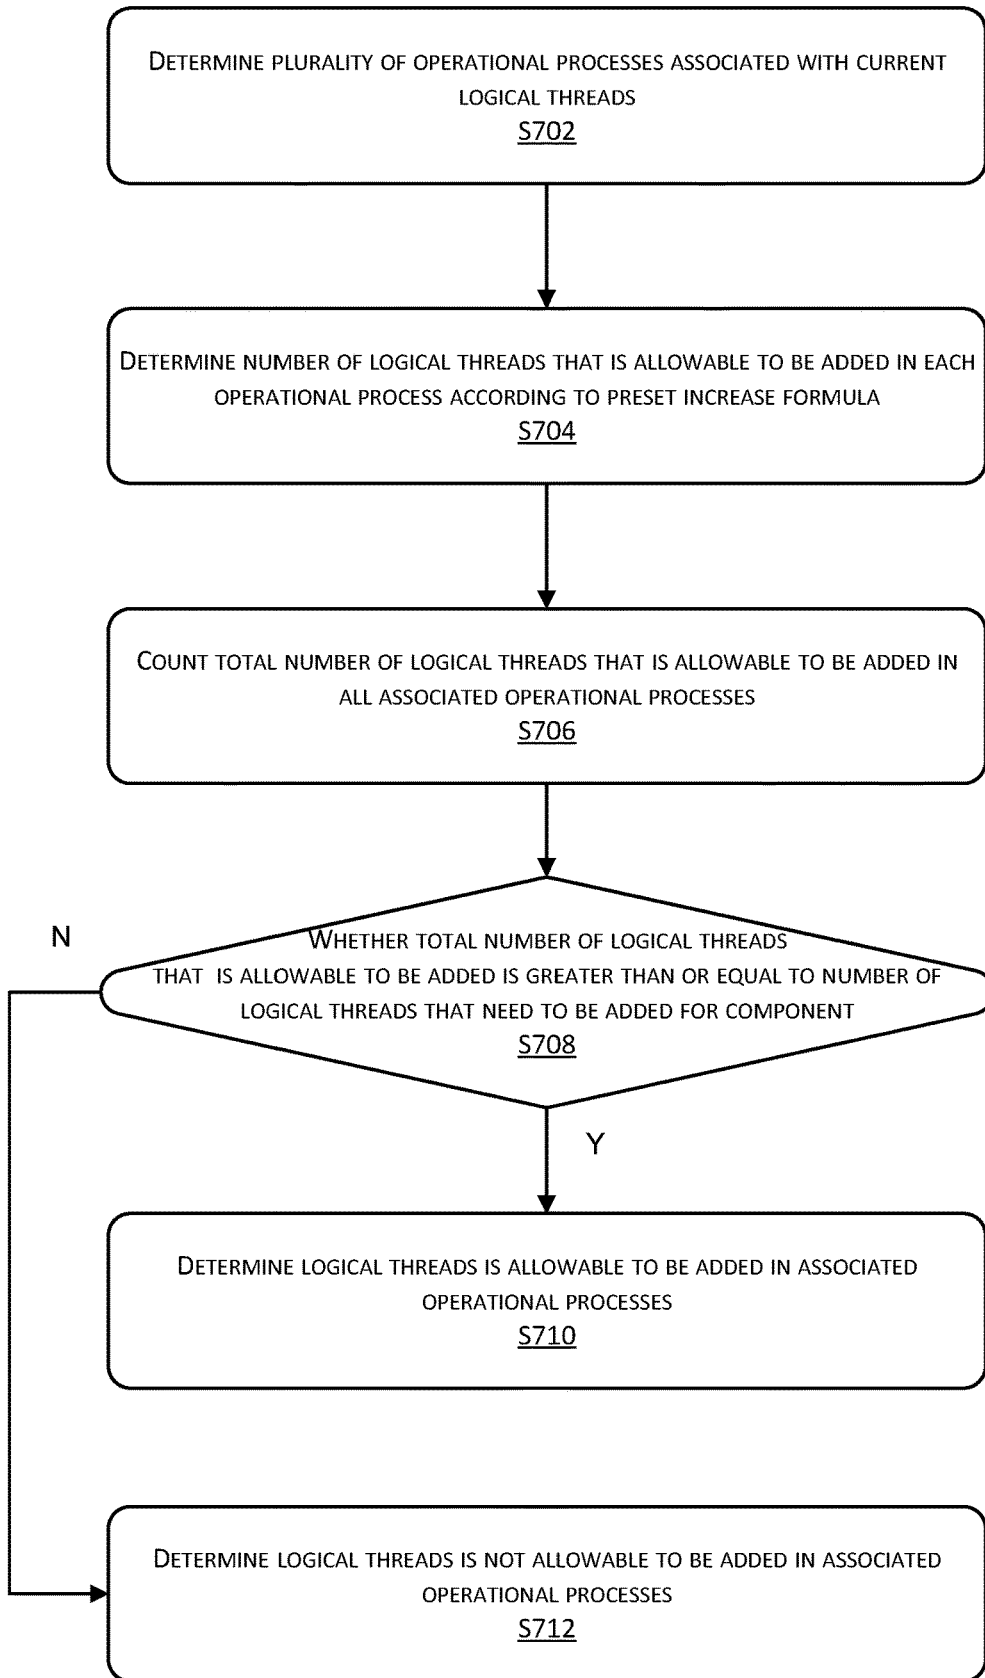 DETERMINE PLURALITY OF OPERATIONAL PROCESSES ASSOCIATED WITH CURRENT
LOGICAL THREADS
S702
DETERMINE NUMBER OF LOGICAL THREADS THAT IS ALLOWABLE TO BE ADDED IN EACH
OPERATIONAL PROCESS ACCORDING TO PRESET INCREASE FORMULA
S704
COUNT TOTAL NUMBER OF LOGICAL THREADS THAT IS ALLOWABLE TO BE ADDED IN
ALL ASSOCIATED OPERATIONAL PROCESSES
S706
N
WHETHER TOTAL NUMBER OF LOGICAL THREADS
THAT IS ALLOWABLE TO BE ADDED IS GREATER THAN OR EQUAL TO NUMBER OF
LOGICAL THREADS THAT NEED TO BE ADDED FOR COMPONENT
S708
Y
DETERMINE LOGICAL THREADS IS ALLOWABLE TO BE ADDED IN ASSOCIATED
OPERATIONAL PROCESSES
S710
DETERMINE LOGICAL THREADS IS NOT ALLOWABLE TO BE ADDED IN ASSOCIATED
OPERATIONAL PROCESSES
S712